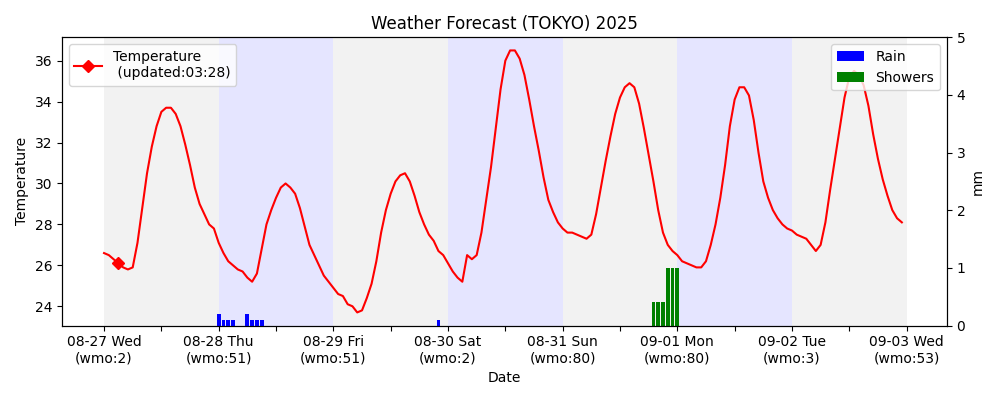 Weather Forecast (TOKYO) 2025
Temperature
(updated:03:28)
Rain
Showers
Temperature
36
34
32
30
28
26
24
5
4
3
2
1
0
mm
08-27 Wed
(wmo:2)
08-28 Thu
(wmo:51)
08-29 Fri
(wmo:51)
08-30 Sat
(wmo:2)
08-31 Sun
(wmo:80)
09-01 Mon
(wmo:80)
09-02 Tue
(wmo:3)
09-03 Wed
(wmo:53)
Date